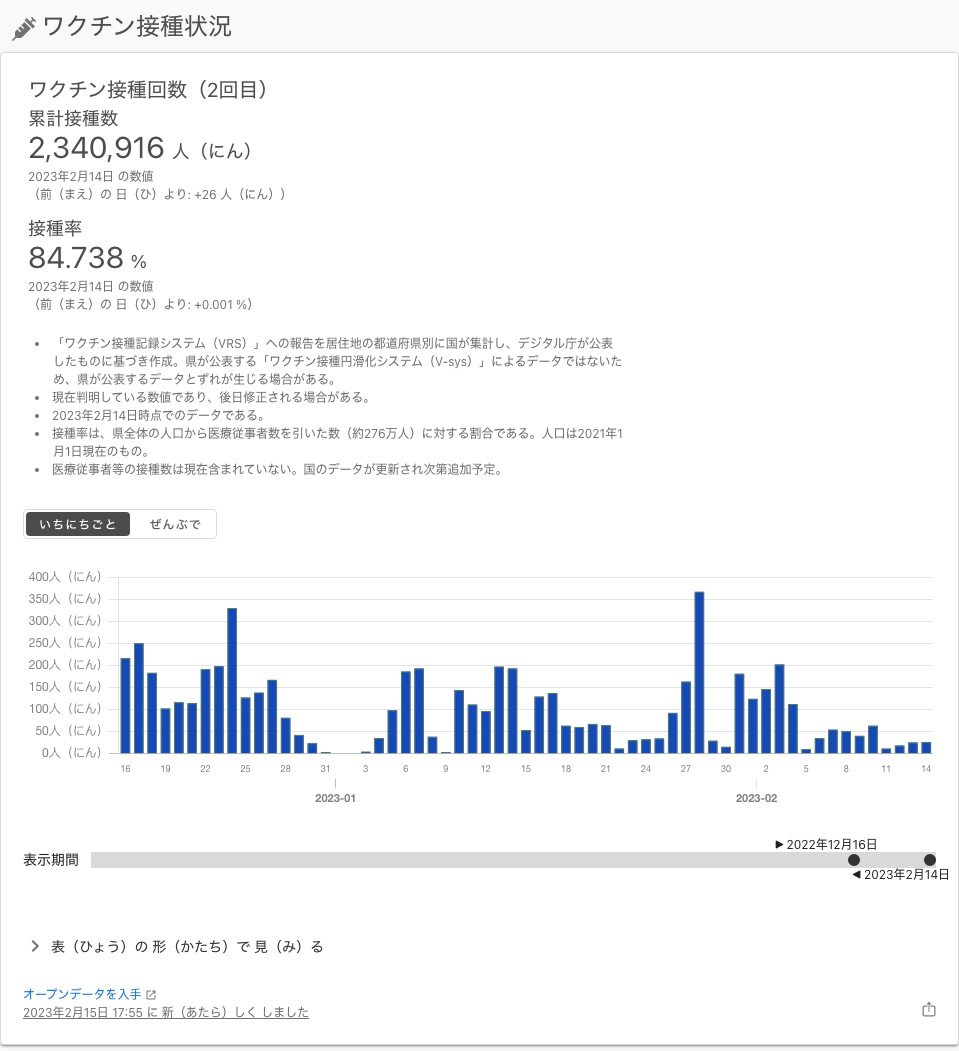 ワクチン接種状況
ワクチン接種回数（2回目）
累計接種数
2,340,916 人（にん）
2023年2月14日 の数値
（前（まえ）の 日（ひ）より: +26 人（にん））
接種率
84.738 %
2023年2月14日 の数値
（前（まえ）の 日（ひ）より: +0.001 %）
• 「ワクチン接種記録システム（VRS）」への報告を居住地の都道府県別に国が集計し、デジタル庁が公表
したものに基づき作成。県が公表する「ワクチン接種円滑化システム（V-sys）」によるデータではないた
め、県が公表するデータとずれが生じる場合がある。
• 現在判明している数値であり、後日修正される場合がある。
• 2023年2月14日時点でのデータである。
• 接種率は、県全体の人口から医療従事者数を引いた数（約276万人）に対する割合である。人口は2021年1
月1日現在のもの。
• 医療従事者等の接種数は現在含まれていない。国のデータが更新され次第追加予定。
いちにちごと ぜんぶで
400人（にん）
350人（にん）
300人（にん）
250人（にん）
200人（にん）
150人（にん）
100人（にん）
50人（にん）
0人（にん）
16 19 22 25 28 31 3 6 9 12 15 18 21 24 27 30 2 5 8 11 14
2023-01 2023-02
▶ 2022年12月16日
表示期間
◀ 2023年2月14日
表（ひょう）の 形（かたち）で 見（み）る
オープンデータを入手
2023年2月15日 17:55 に 新（あたら）しく しました